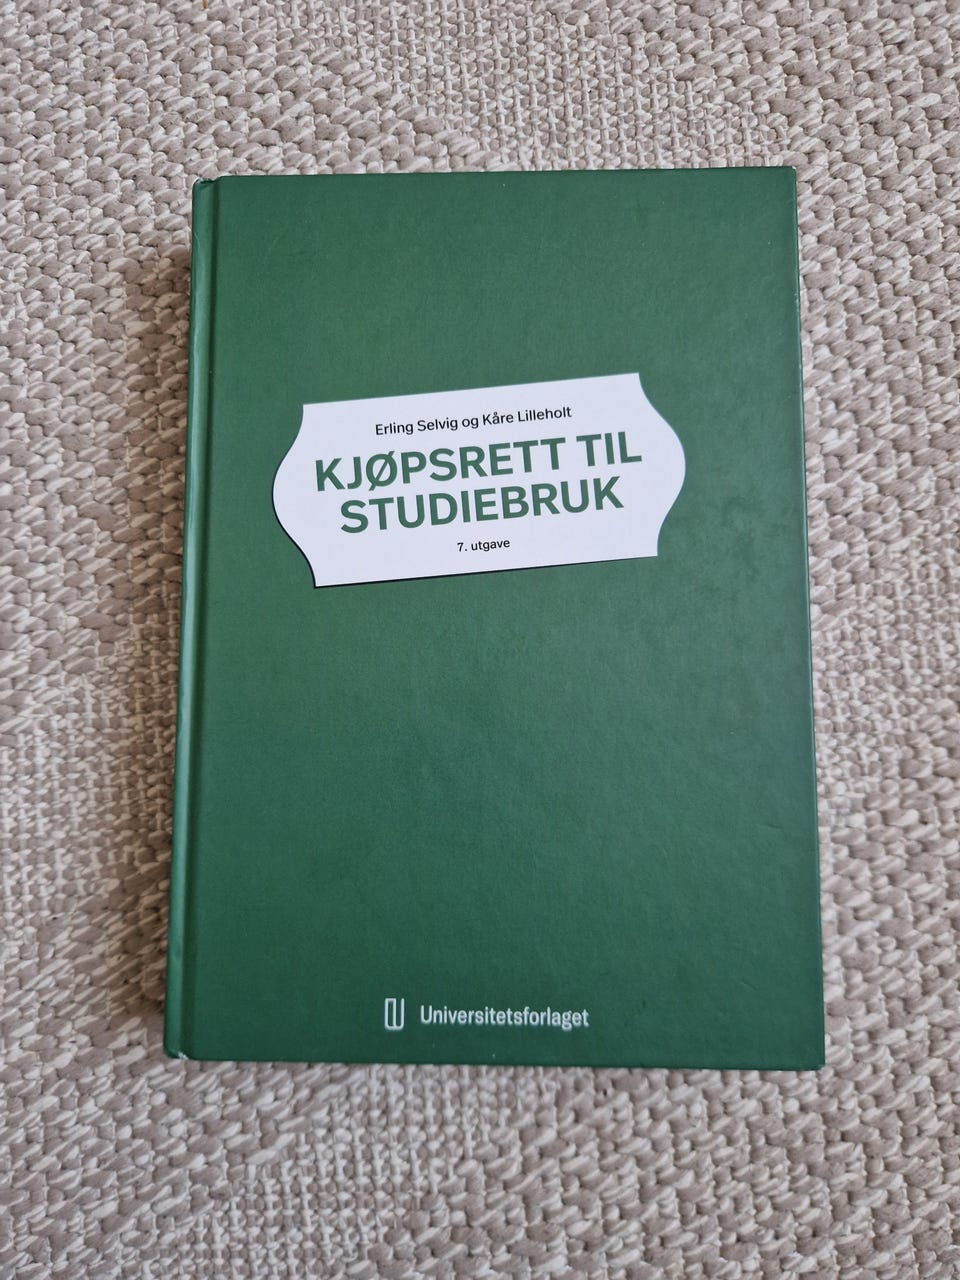 Erling Selvig og Kåre Lilleholt
KJØPSRETT TIL
STUDIEBRUK
7. utgave
Universitetsforlaget